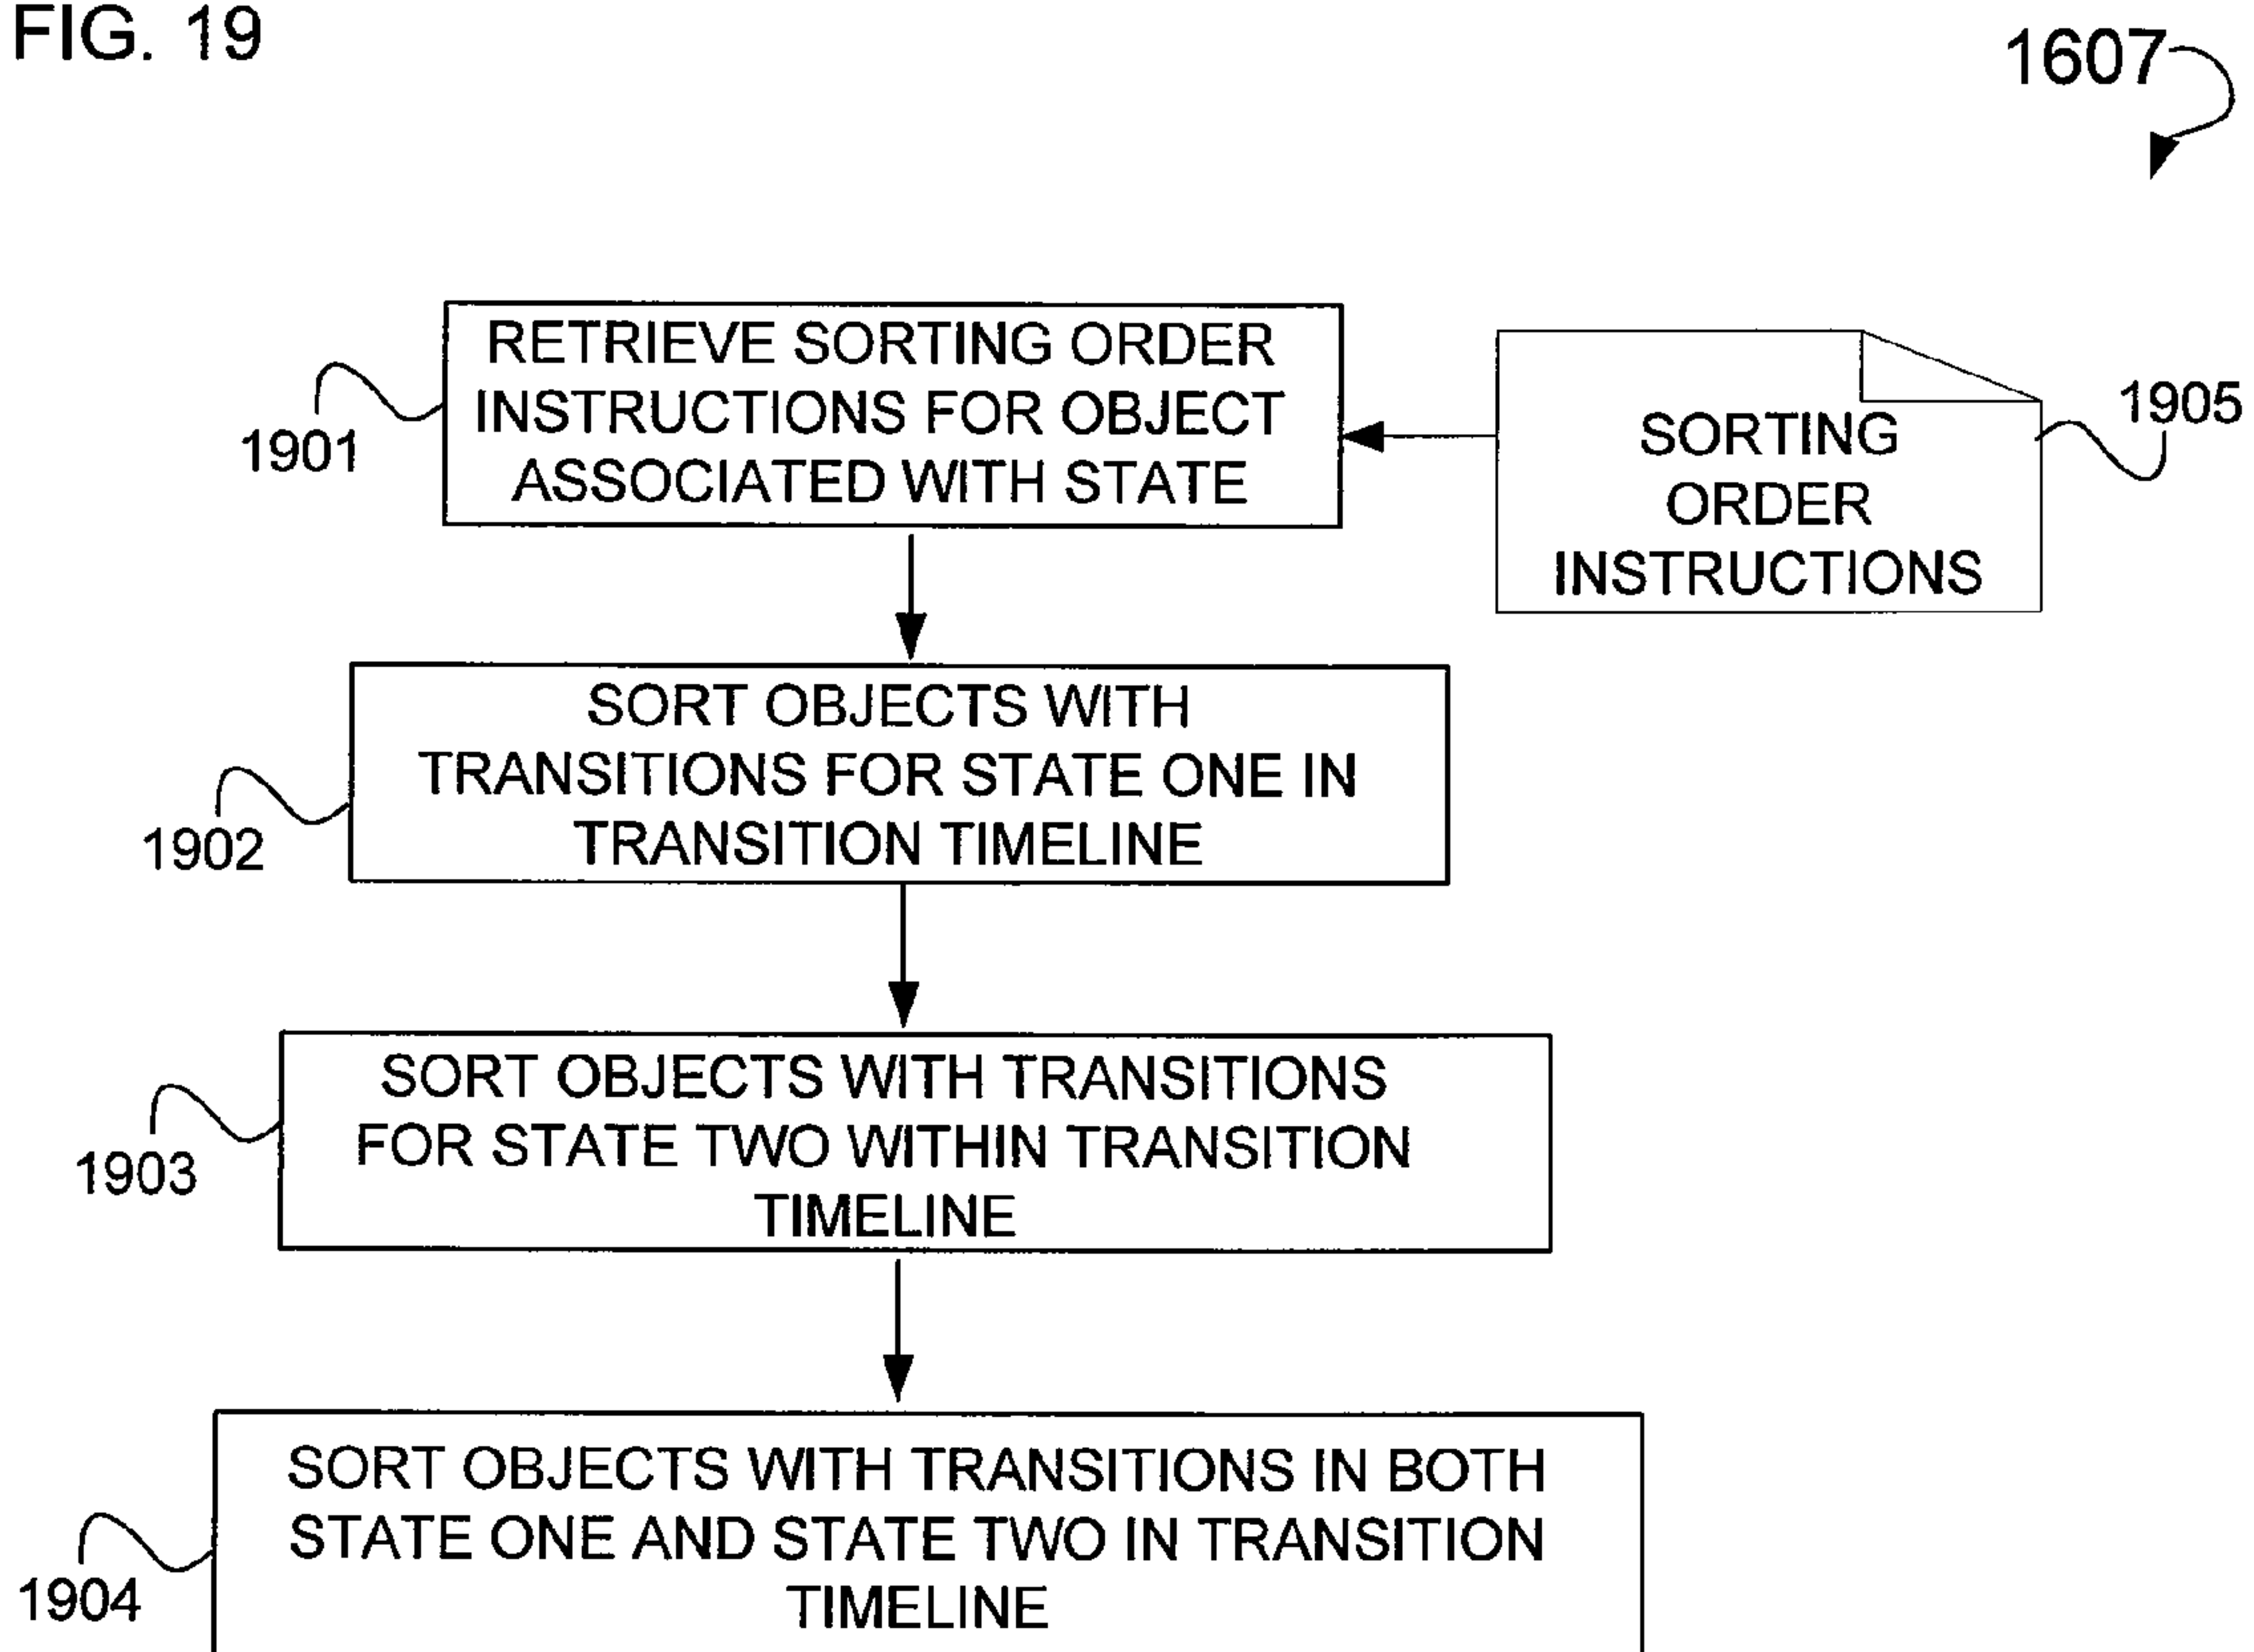 FIG. 19
1607
RETRIEVE SORTING ORDER
INSTRUCTIONS FOR OBJECT
ASSOCIATED WITH STATE
1901
SORTING
ORDER
INSTRUCTIONS
1905
SORT OBJECTS WITH
TRANSITIONS FOR STATE ONE IN
TRANSITION TIMELINE
1902
SORT OBJECTS WITH TRANSITIONS
FOR STATE TWO WITHIN TRANSITION
TIMELINE
1903
SORT OBJECTS WITH TRANSITIONS IN BOTH
STATE ONE AND STATE TWO IN TRANSITION
TIMELINE
1904